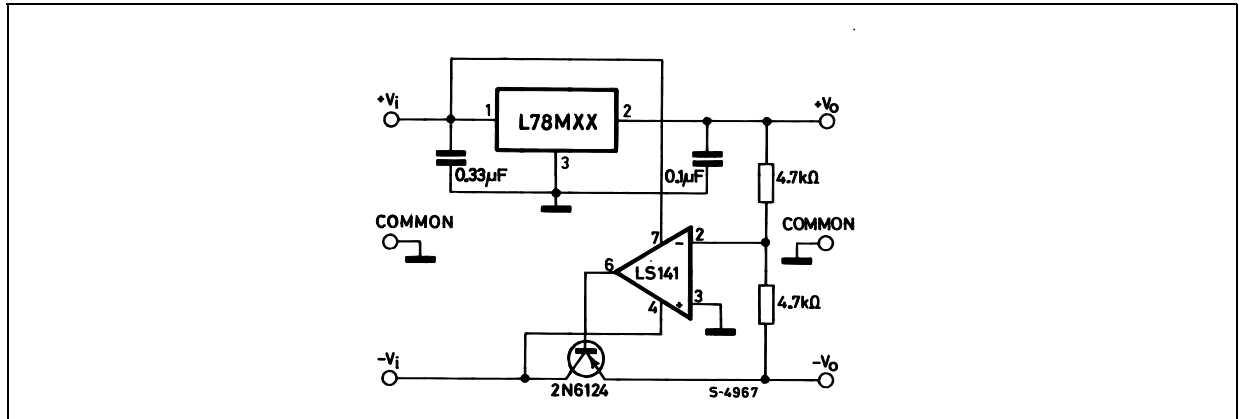 +Vi
1
L78MXX
2
+Vo
3
0.33µF
0.1µF
4.7kΩ
COMMON
COMMON
7
-
2
6
LS141
4
+
3
4.7kΩ
-Vi
2N6124
S-4967
-Vo